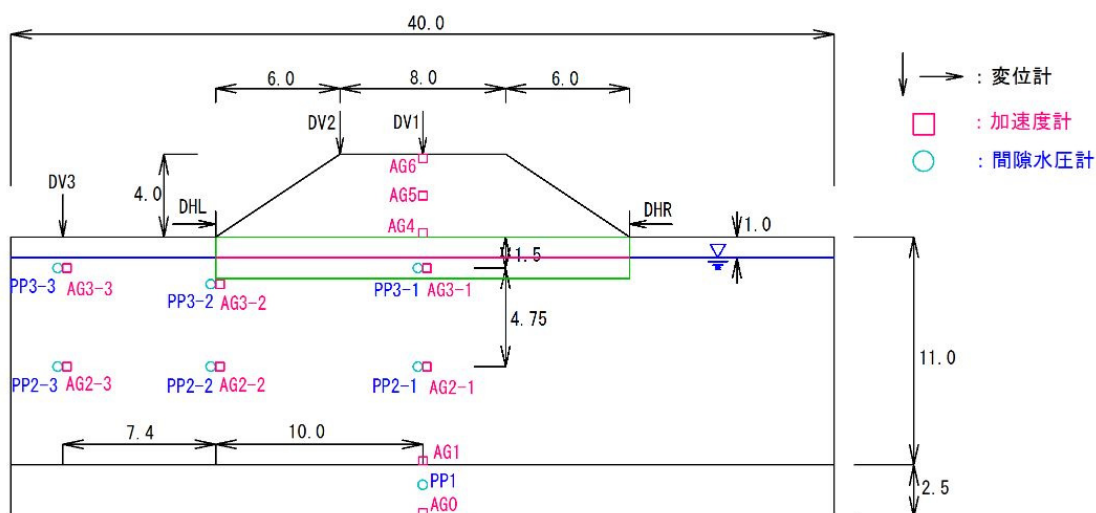 40.0
6.0 8.0 6.0
: 変位計
: 加速度計
: 間隙水圧計
DV2 DV1
AG6
4.0
AG5
DV3
DHL
AG4
DHR
1.0
1.5
PP3-3 AG3-3
PP3-2 AG3-2
PP3-1 AG3-1
4.75
11.0
PP2-3 AG2-3
PP2-2 AG2-2
PP2-1 AG2-1
7.4 10.0
AG1
PP1
2.5
AG0